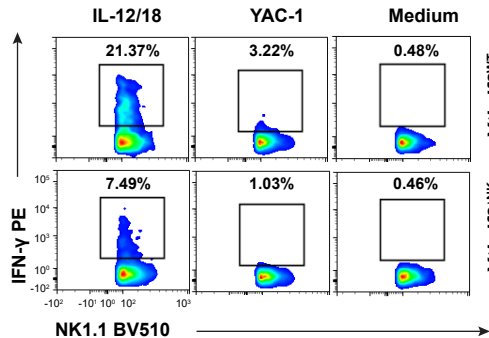 IL-12/18 YAC-1 Medium
21.37% 3.22% 0.48%
7.49% 1.03% 0.46%
10⁵
10⁴
10³
10⁰
-10²
IFN-γ PE
-10² -10¹ 10⁰ 10² 10³
NK1.1 BV510